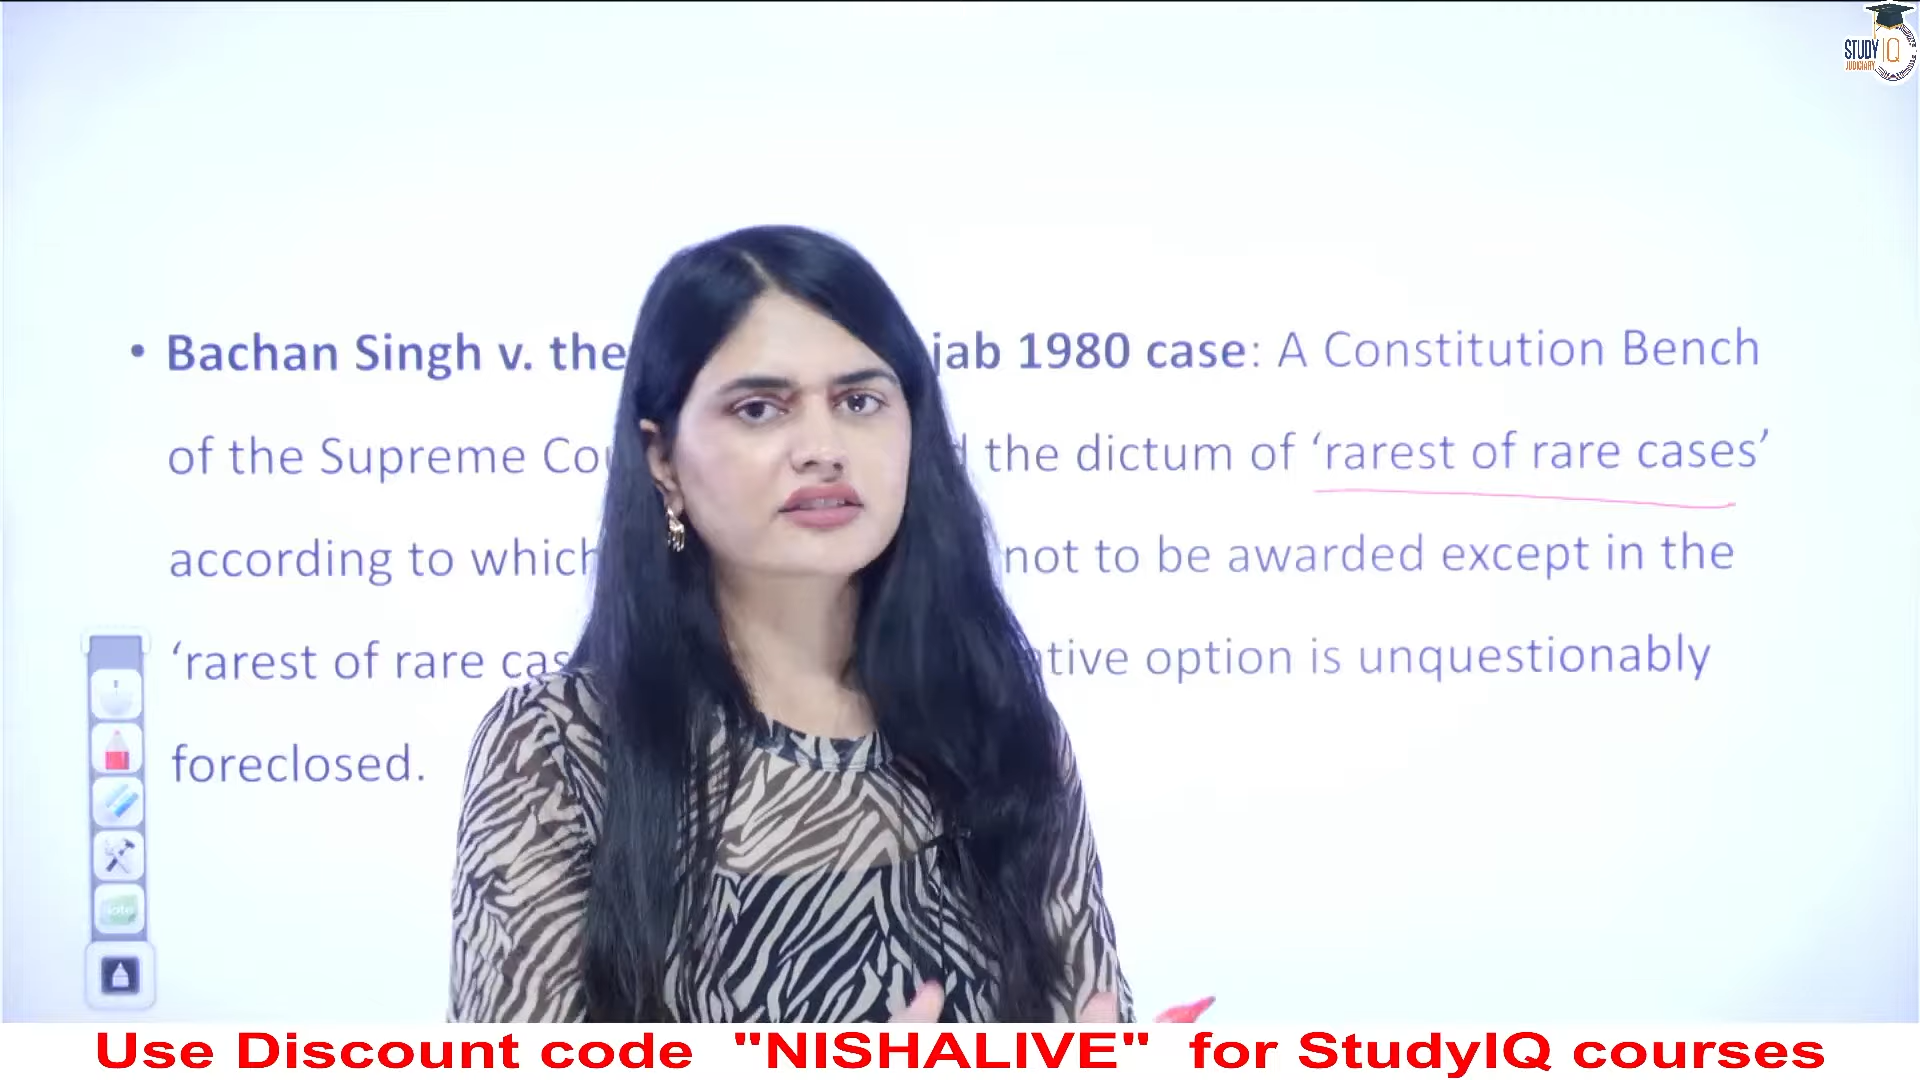 STUDY IQ
JUDICIARY
• Bachan Singh v. the jab 1980 case: A Constitution Bench
of the Supreme Cou d the dictum of ‘rarest of rare cases’
according to which not to be awarded except in the
‘rarest of rare cas tive option is unquestionably
foreclosed.
Use Discount code "NISHALIVE" for StudyIQ courses